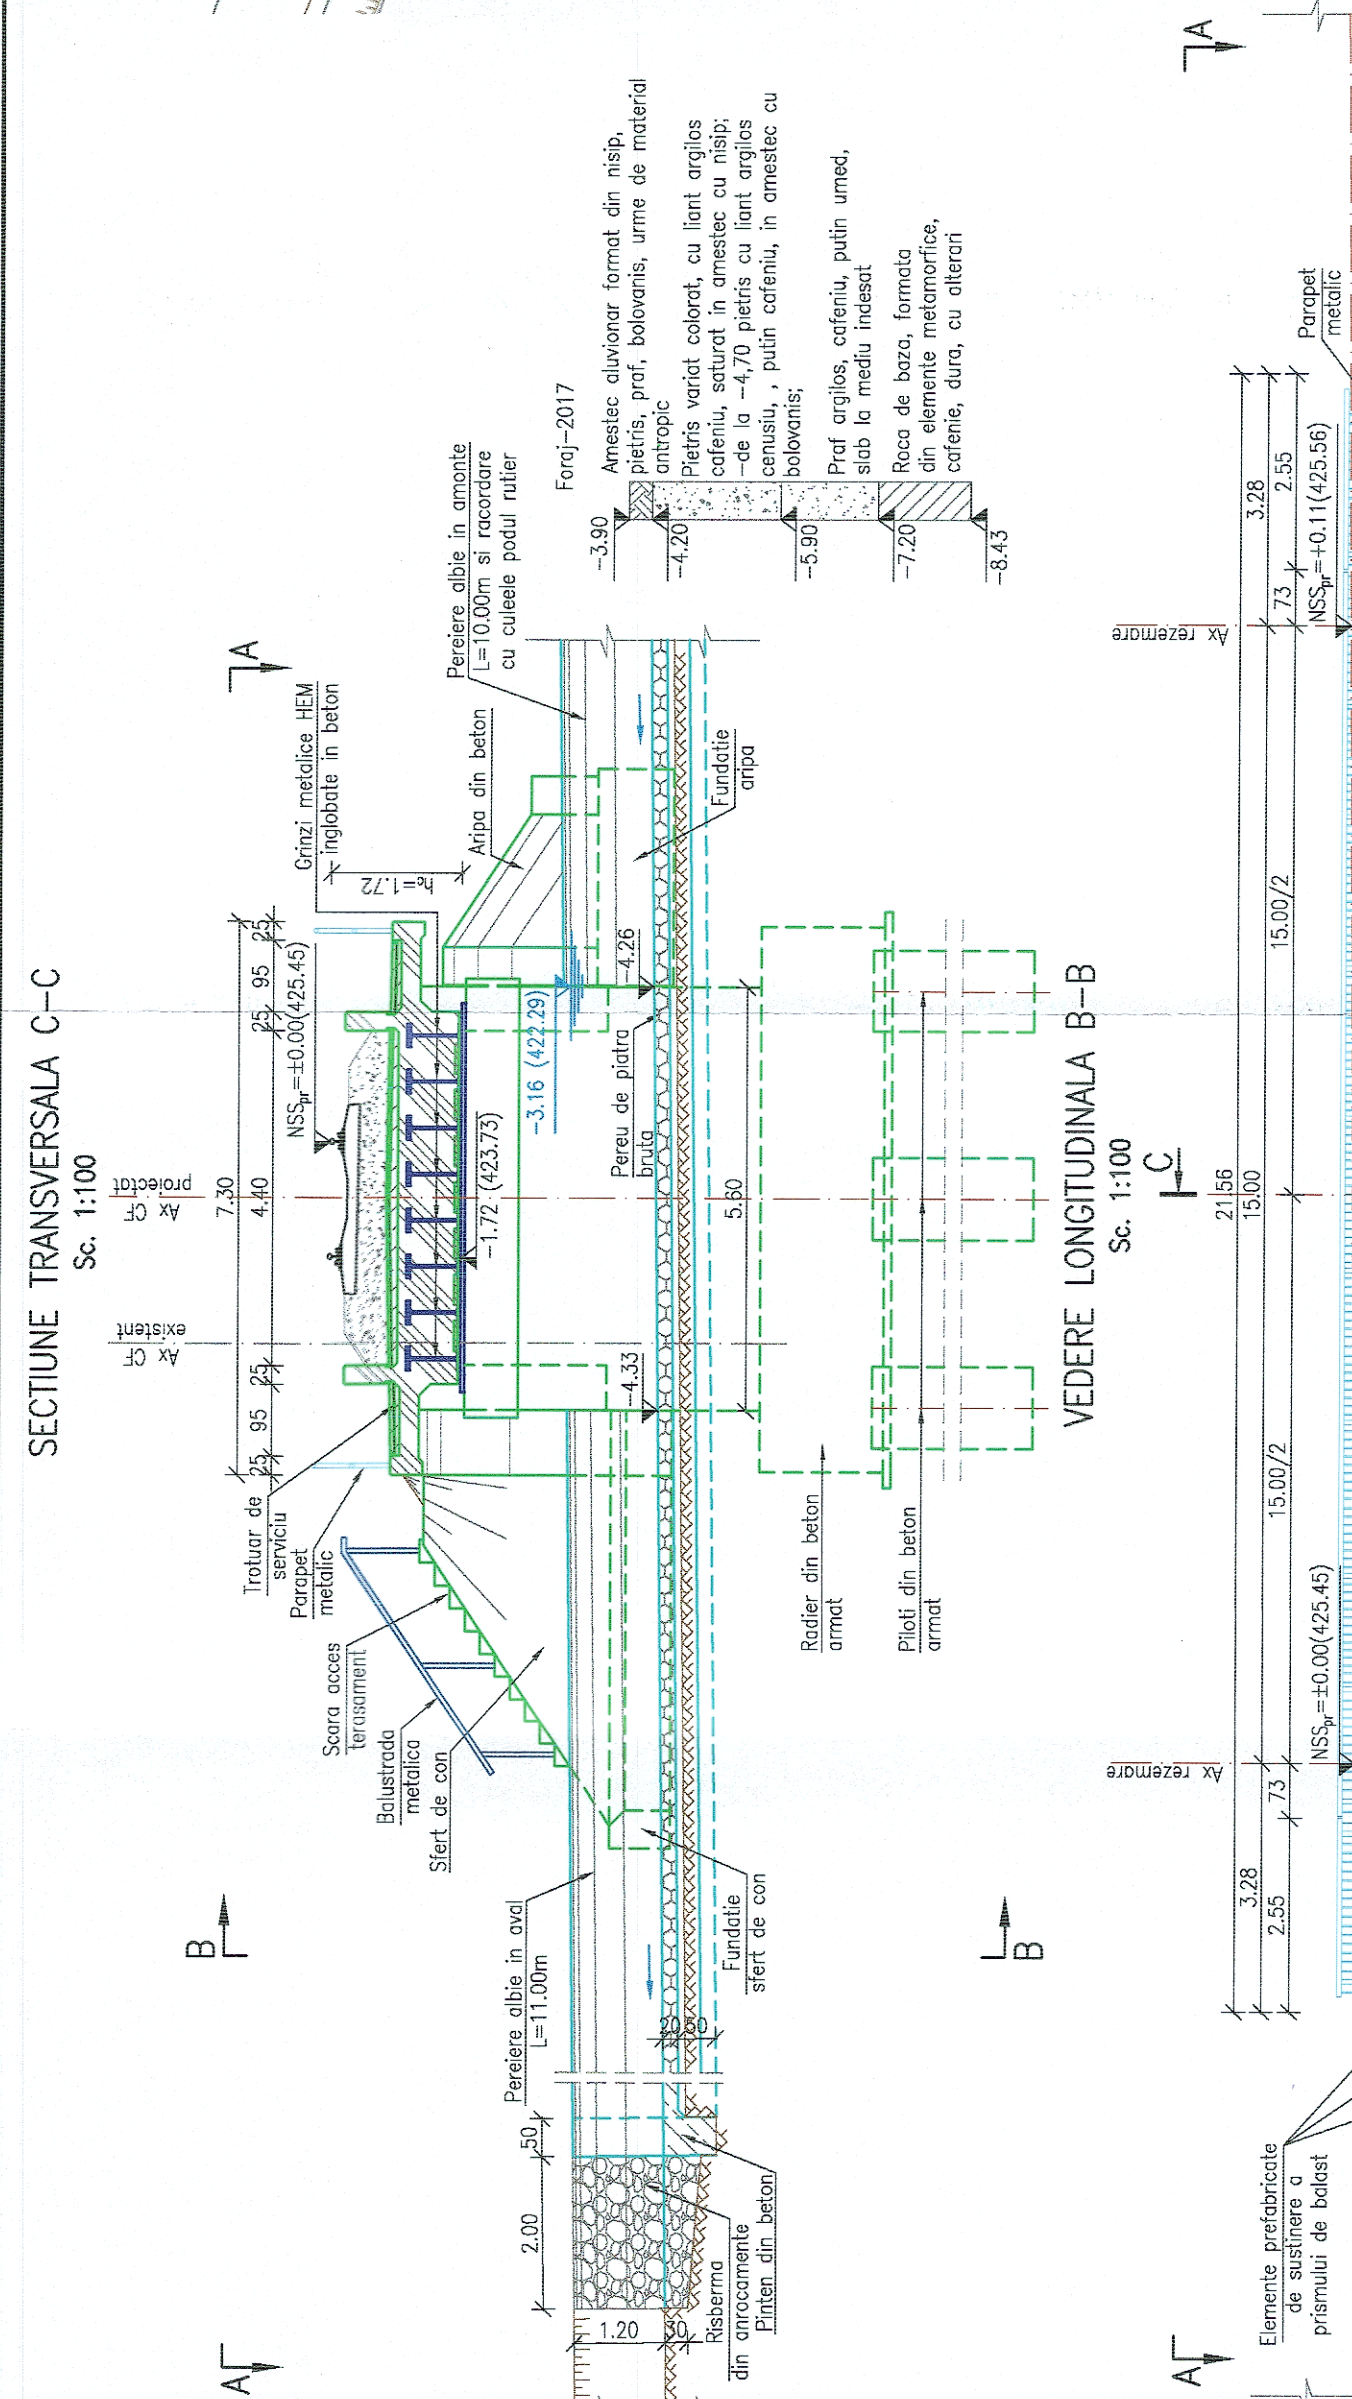 SECTIUNE TRANSVERSALA C-C
Sc. 1:100
Ax CF
existent
Ax CF
proiectat
7.30
25
95
25
4.40
25
95
25
NSSpr=±0.00(425.45)
Grinzi metalice HEM
inglobate in beton
hc=1.72
A
B
A
Trotuar de
serviciu
Parapet
metalic
Scara acces
terasament
Balustrada
metalica
Sfert de con
Aripa din beton
Pereiere albie in amonte
L=10.00m si racordare
cu culeele podul rutier
-1.72 (423.73)
-3.16 (422.29)
Pereiere albie in aval
L=11.00m
2.00
50
1.20
30
20
50
-4.33
-4.26
Pereu de piatra
bruta
Fundatie
aripa
Fundatie
sfert de con
5.60
Risberma
din anrocamente
Pinten din beton
Radier din beton
armat
Piloti din beton
armat
B
Foraj-2017
-3.90
-4.20
-5.90
-7.20
-8.43
Amestec aluvionar format din nisip,
pietris, praf, bolovanis, urme de material
antropic
Pietris variat colorat, cu liant argilos
cafeniu, saturat in amestec cu nisip;
-de la -4,70 pietris cu liant argilos
cenusiu, , putin cafeniu, in amestec cu
bolovanis;
Praf argilos, cafeniu, putin umed,
slab la mediu indesat
Roca de baza, formata
din elemente metamorfice,
cafenie, dura, cu alterari
VEDERE LONGITUDINALA B-B
Sc. 1:100
C
A
A
Ax rezemare
Ax rezemare
21.56
3.28
15.00
3.28
2.55
73
15.00/2
15.00/2
73
2.55
NSSpr=±0.00(425.45)
NSSpr=+0.11(425.56)
Parapet
metalic
Elemente prefabricate
de sustinere a
prismului de balast